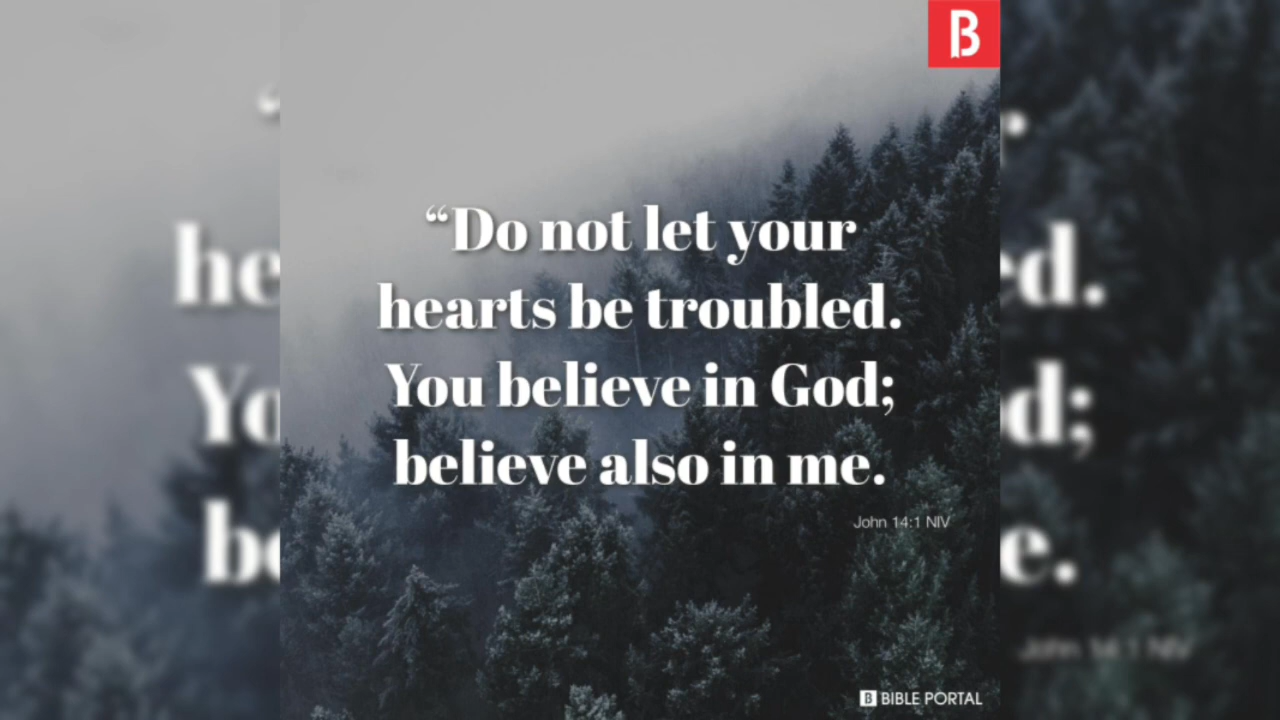 B
“Do not let your
hearts be troubled.
You believe in God;
believe also in me.
John 14:1 NIV
B BIBLE PORTAL